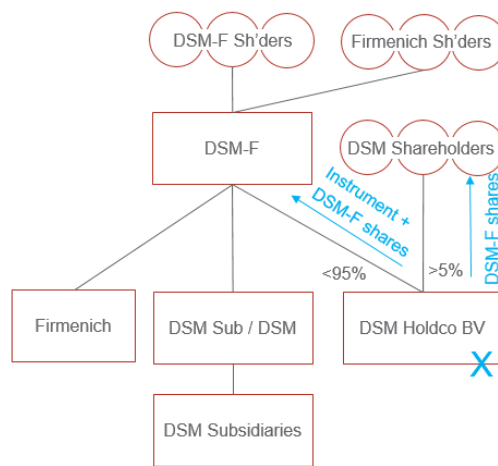 DSM-F Sh'ders
Firmenich Sh'ders
DSM-F
DSM Shareholders
Instrument +
DSM-F shares
DSM-F shares
<95%
>5%
Firmenich
DSM Sub / DSM
DSM Holdco BV
X
DSM Subsidiaries